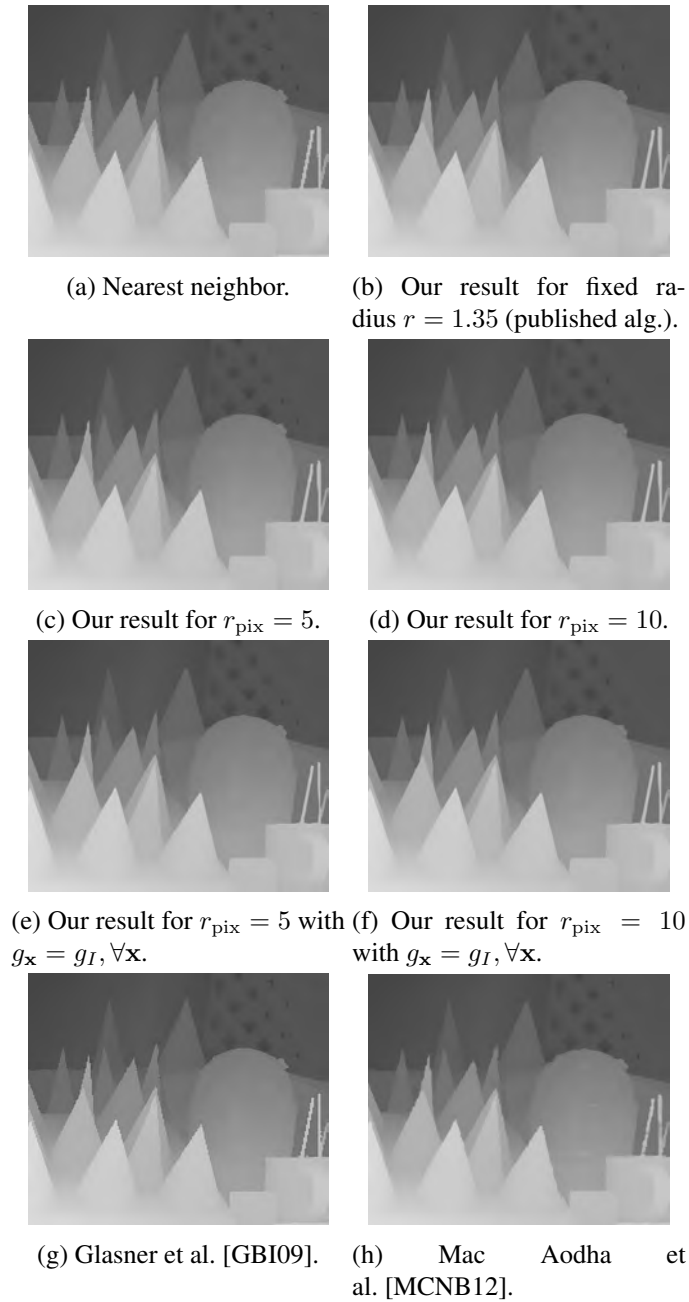 (a) Nearest neighbor.
(b) Our result for fixed ra-
dius r = 1.35 (published alg.).
(c) Our result for r_pix = 5.
(d) Our result for r_pix = 10.
(e) Our result for r_pix = 5 with
g_x = g_I, ∀x.
(f) Our result for r_pix = 10
with g_x = g_I, ∀x.
(g) Glasner et al. [GBI09].
(h) Mac Aodha et
al. [MCNB12].